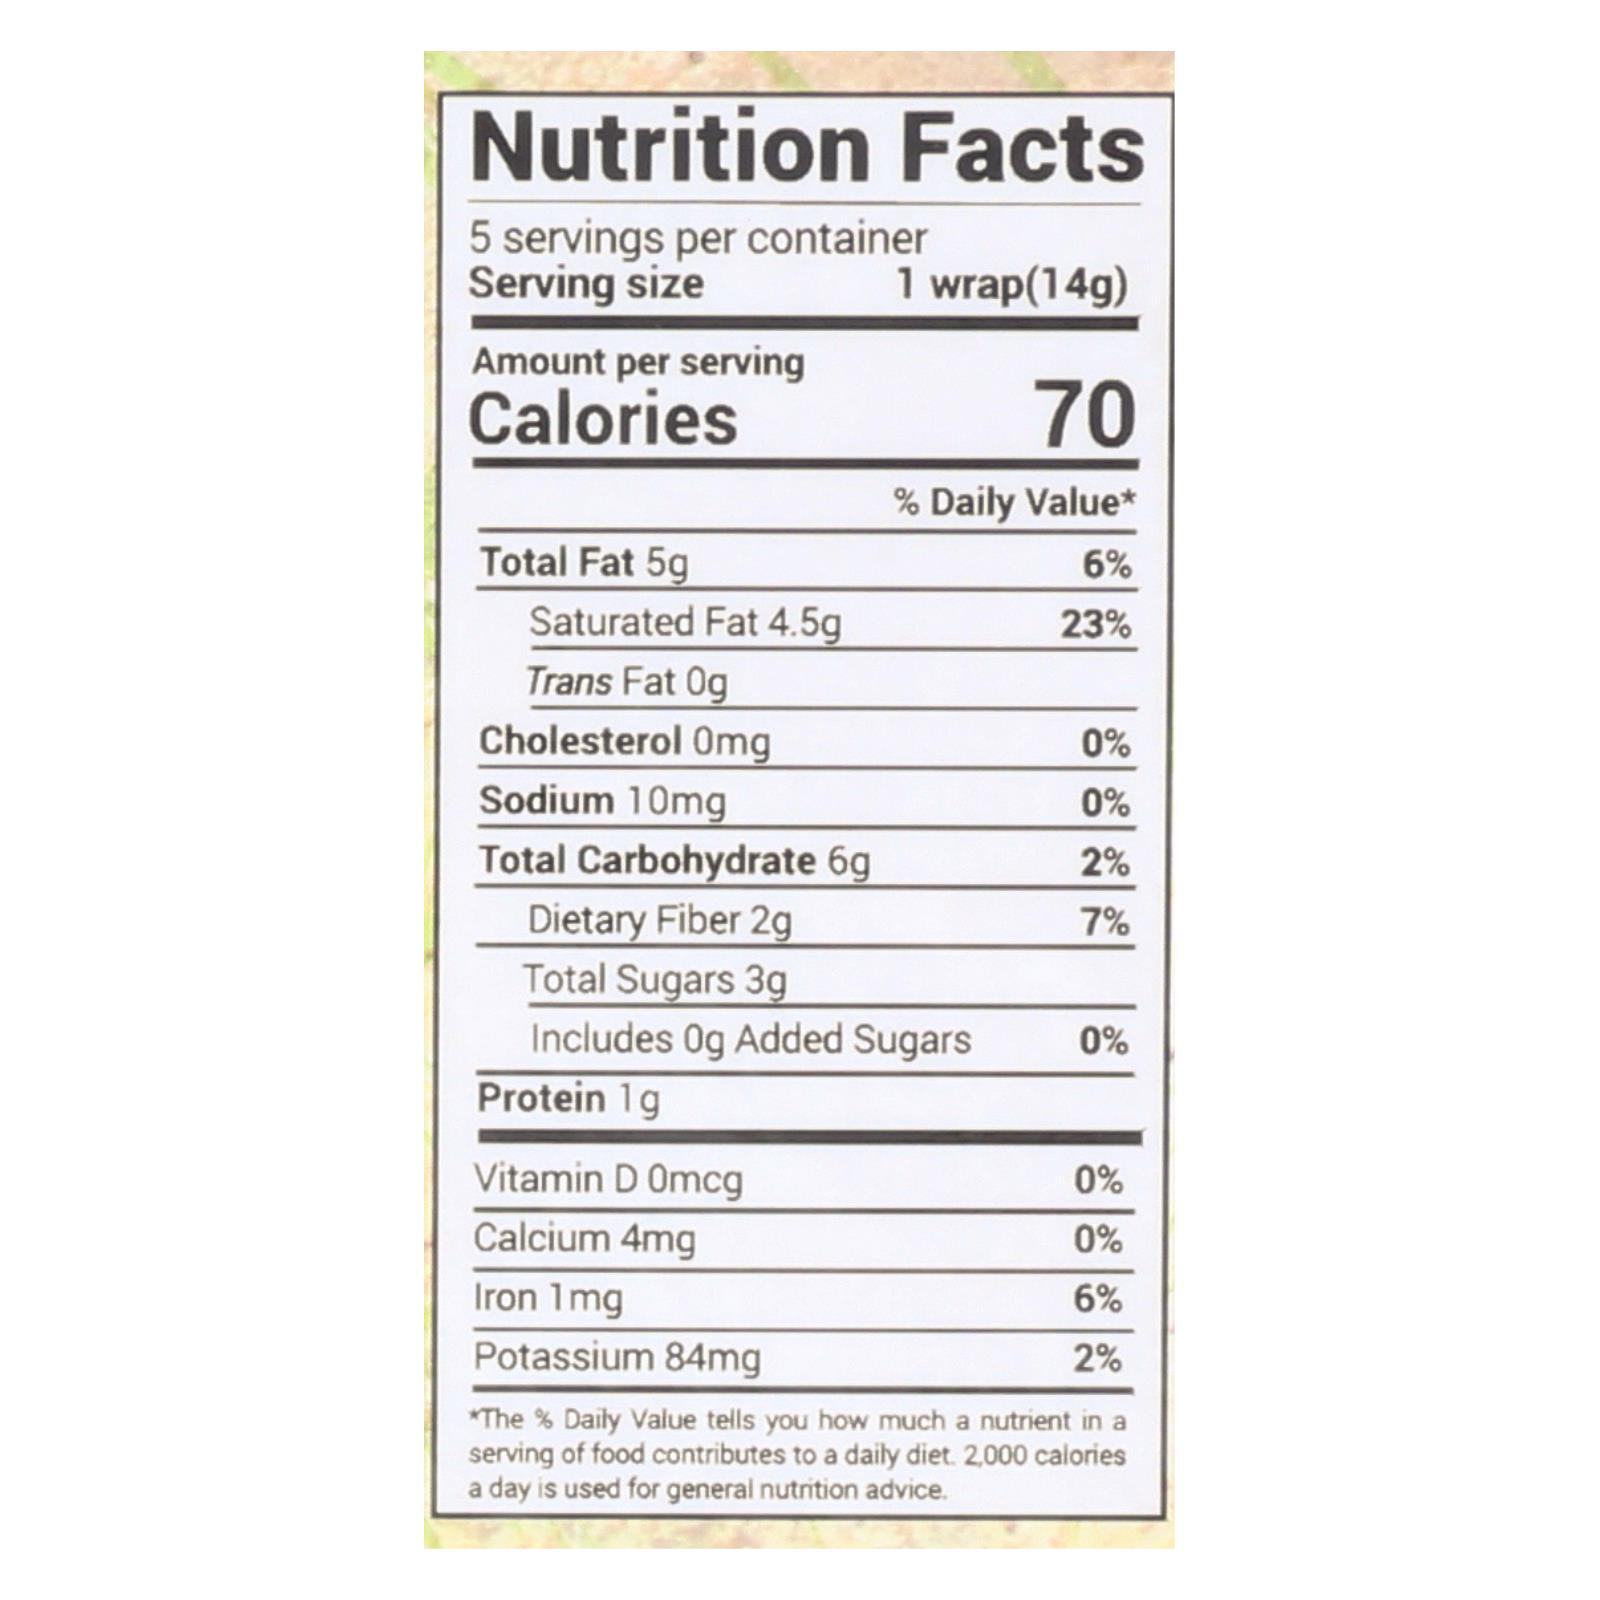 Nutrition Facts
5 servings per container
Serving size 1 wrap(14g)
Amount per serving
Calories 70
% Daily Value*
Total Fat 5g 6%
Saturated Fat 4.5g 23%
Trans Fat 0g
Cholesterol 0mg 0%
Sodium 10mg 0%
Total Carbohydrate 6g 2%
Dietary Fiber 2g 7%
Total Sugars 3g
Includes 0g Added Sugars 0%
Protein 1g
Vitamin D 0mcg 0%
Calcium 4mg 0%
Iron 1mg 6%
Potassium 84mg 2%
*The % Daily Value tells you how much a nutrient in a
serving of food contributes to a daily diet. 2,000 calories
a day is used for general nutrition advice.